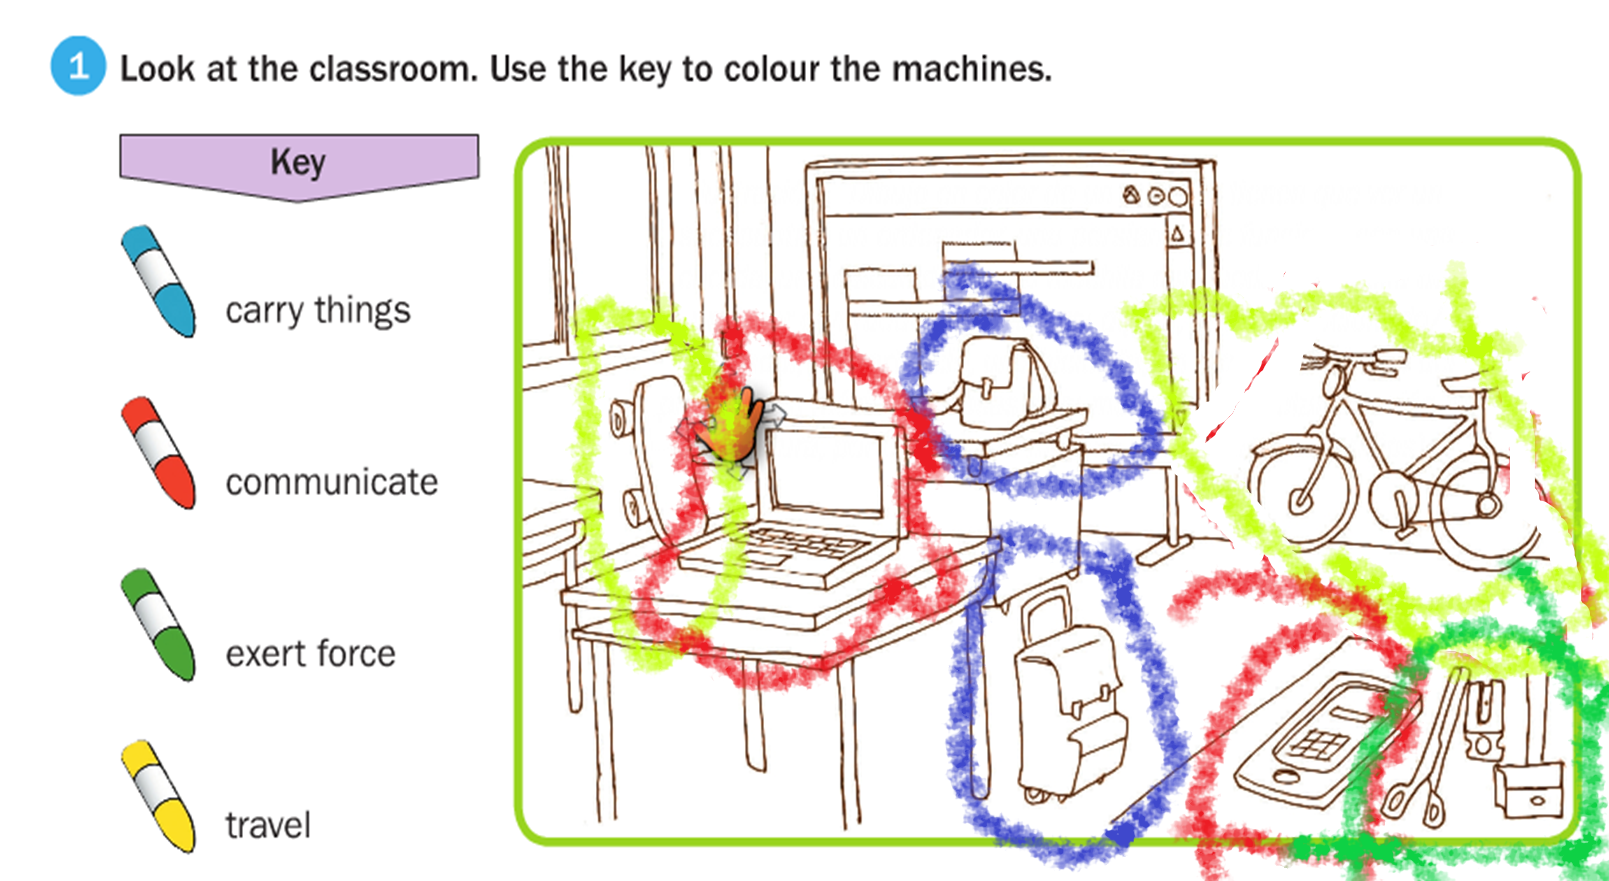 1 Look at the classroom. Use the key to colour the machines.
Key
carry things
communicate
exert force
travel